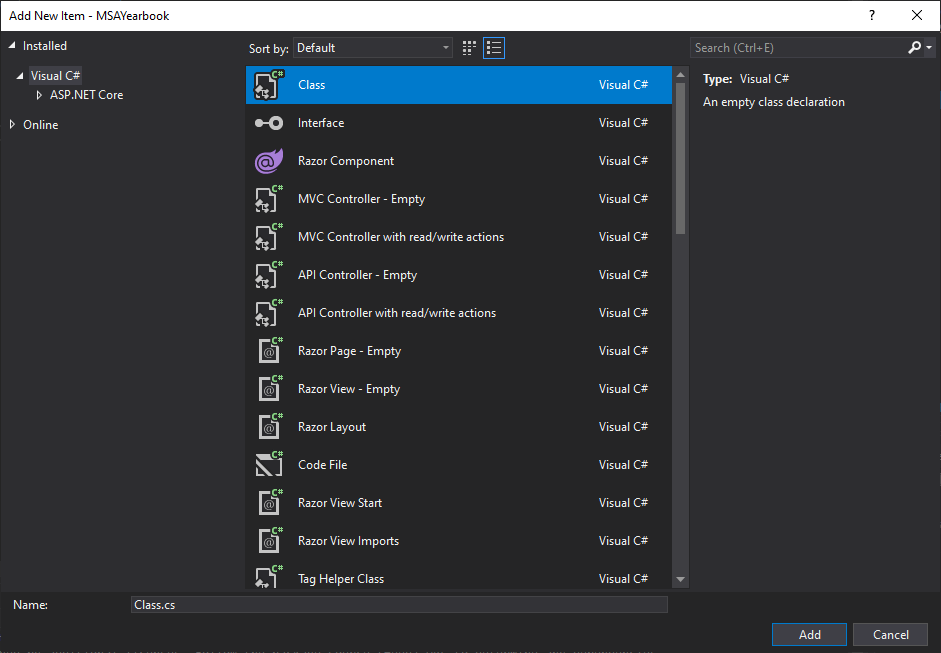 Add New Item - MSAYearbook ?
Installed
Visual C#
ASP.NET Core
Online
Sort by: Default
Search (Ctrl+E)
Class Visual C#
Interface Visual C#
Razor Component Visual C#
MVC Controller - Empty Visual C#
MVC Controller with read/write actions Visual C#
API Controller - Empty Visual C#
API Controller with read/write actions Visual C#
Razor Page - Empty Visual C#
Razor View - Empty Visual C#
Razor Layout Visual C#
Code File Visual C#
Razor View Start Visual C#
Razor View Imports Visual C#
Tag Helper Class Visual C#
Type: Visual C#
An empty class declaration
Name: Class.cs
Add Cancel